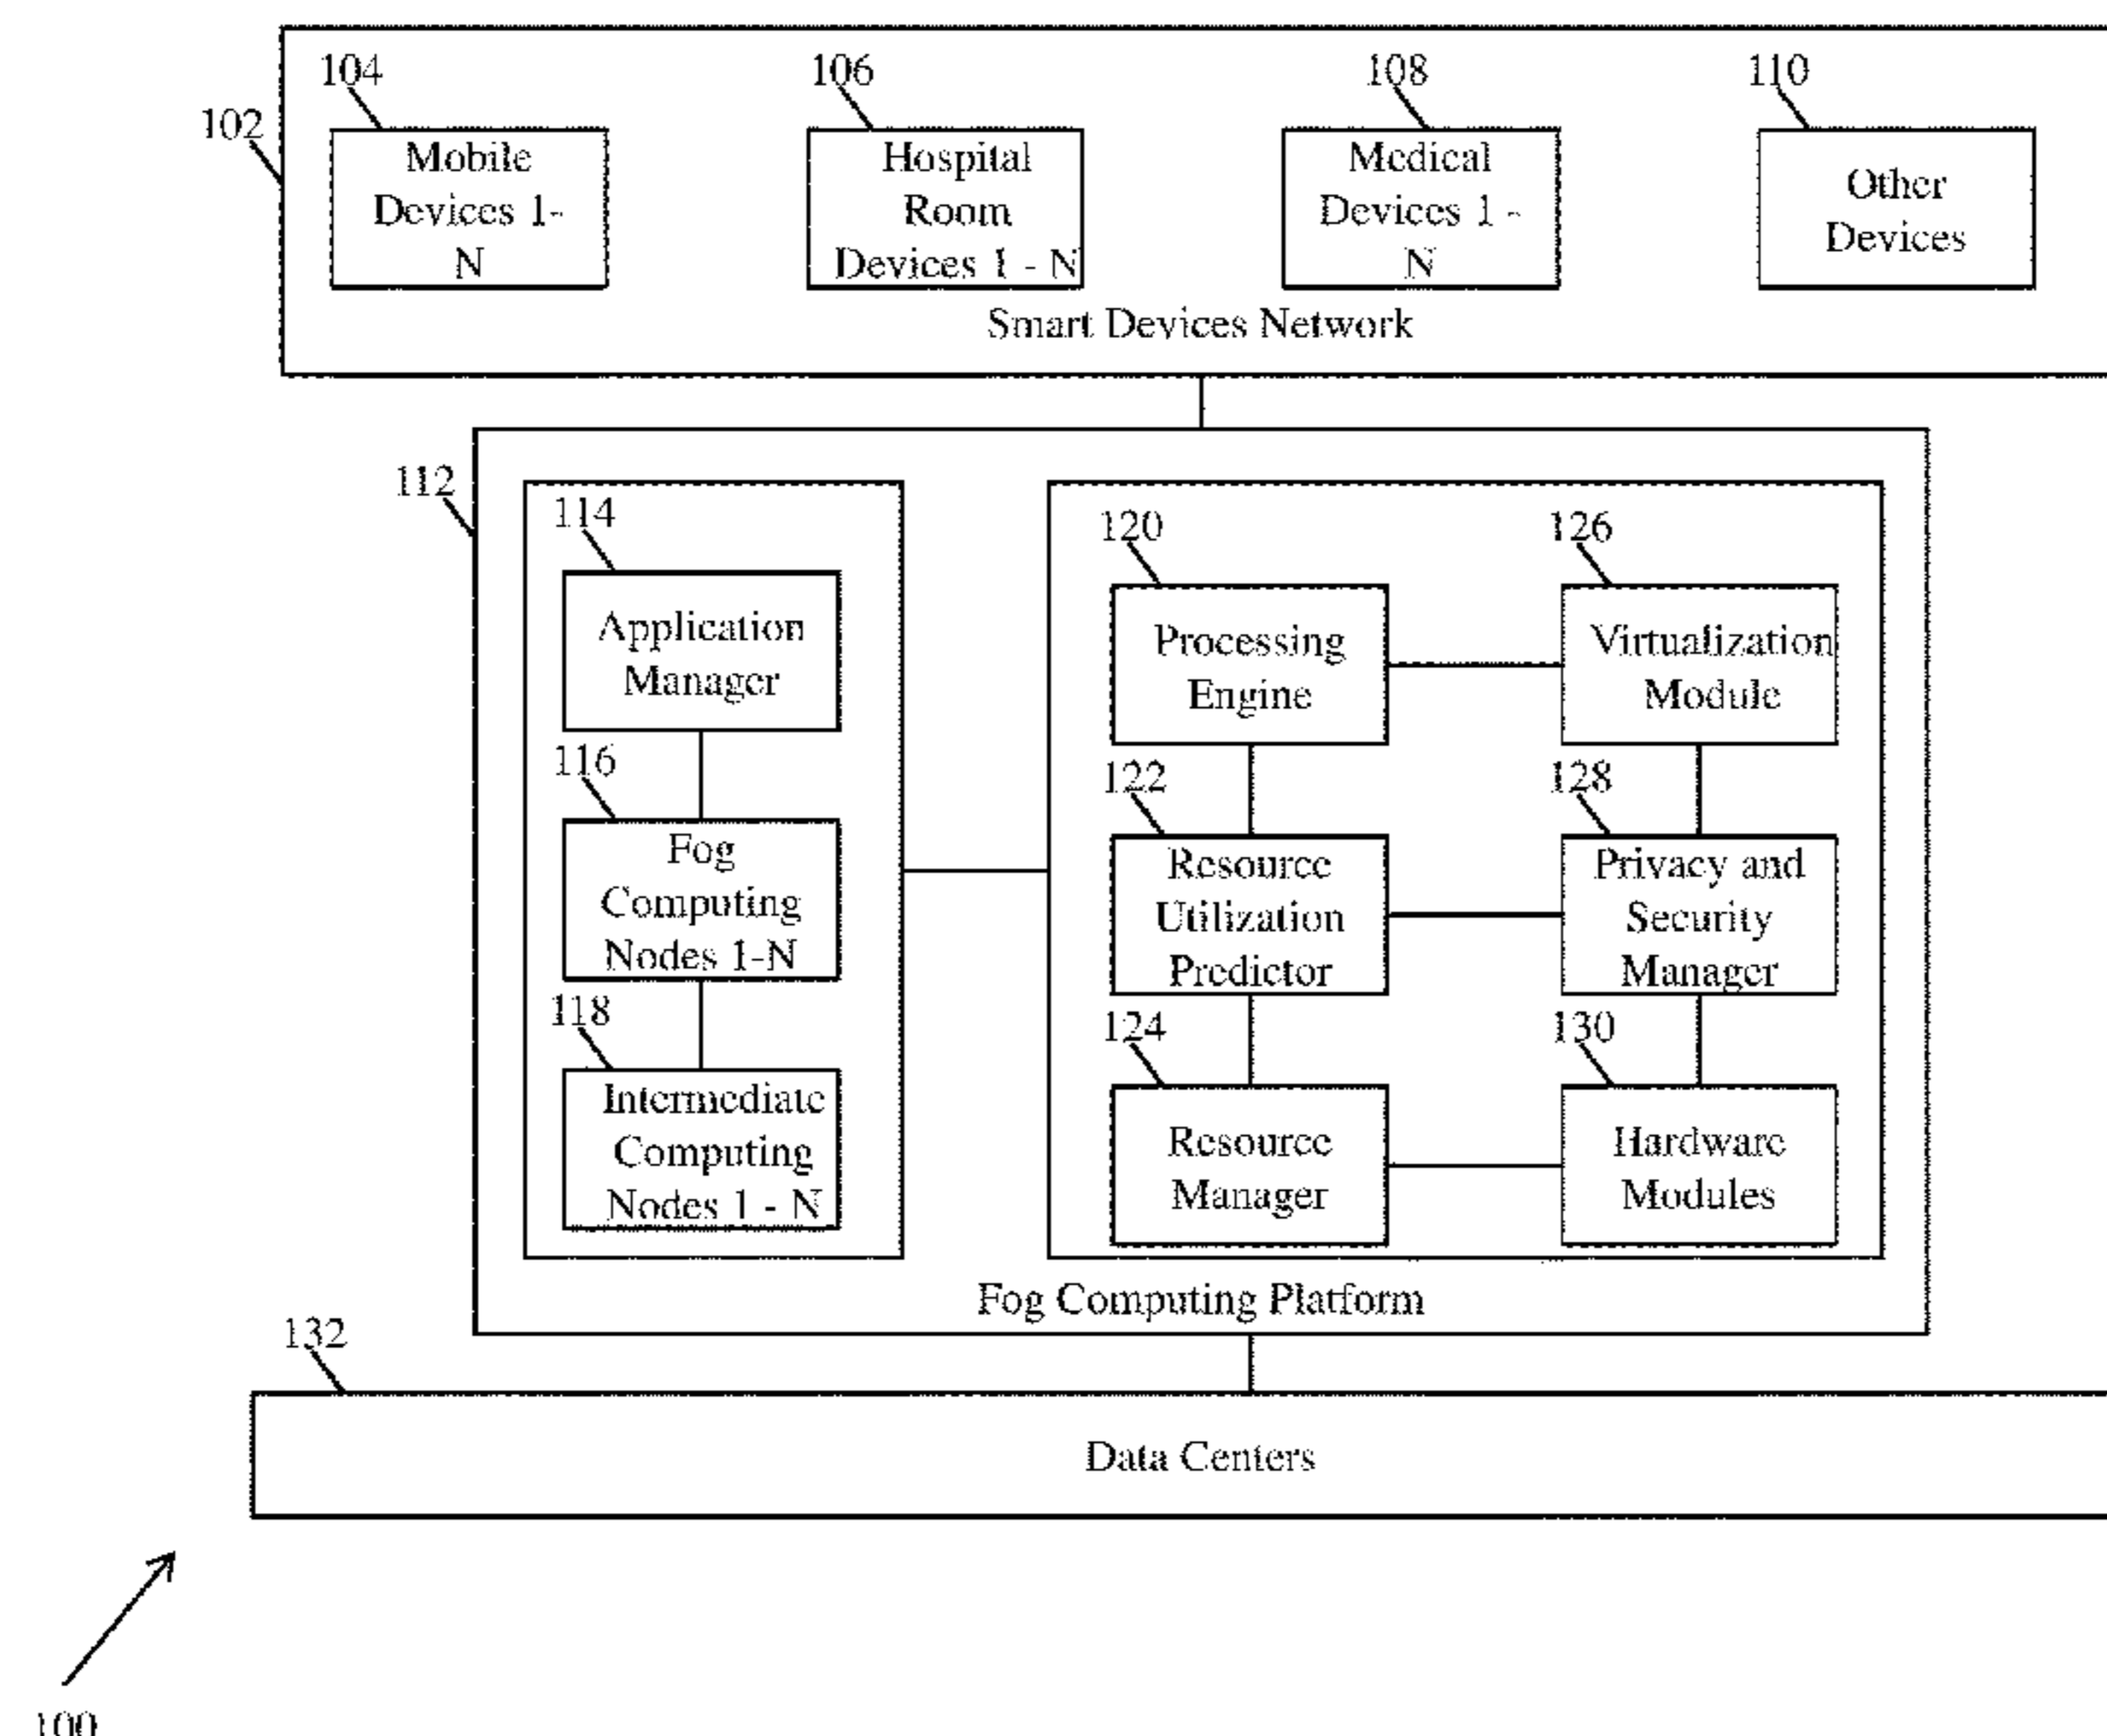 104
106
108
110
102
Mobile
Devices 1-
N
Hospital
Room
Devices 1 - N
Medical
Devices 1 -
N
Other
Devices
Smart Devices Network
112
114
Application
Manager
116
Fog
Computing
Nodes 1-N
118
Intermediate
Computing
Nodes 1 - N
120
Processing
Engine
126
Virtualization
Module
122
Resource
Utilization
Predictor
128
Privacy and
Security
Manager
124
Resource
Manager
130
Hardware
Modules
Fog Computing Platform
132
Data Centers
100